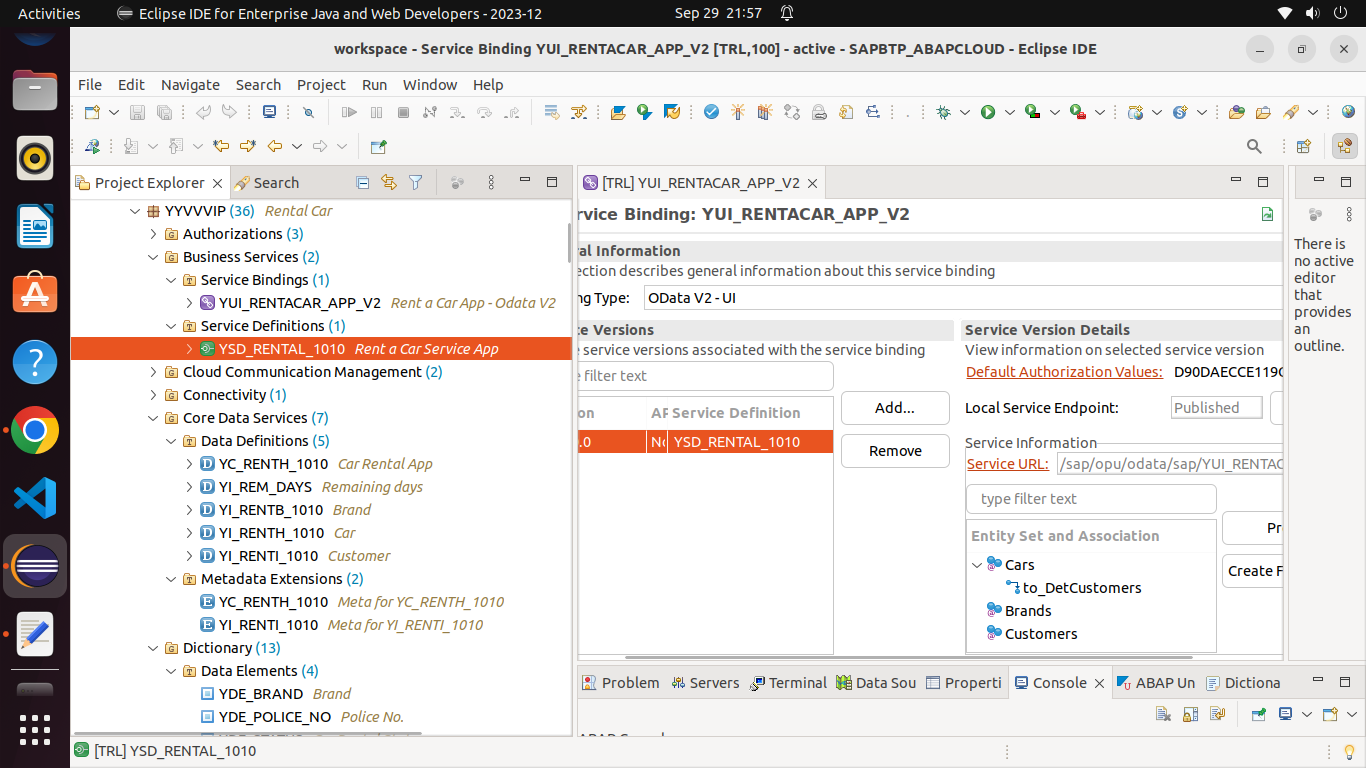 Activities
Eclipse IDE for Enterprise Java and Web Developers - 2023-12
Sep 29 21:57
workspace - Service Binding YUI_RENTACAR_APP_V2 [TRL,100] - active - SAPBTP_ABAPCLOUD - Eclipse IDE
File Edit Navigate Search Project Run Window Help
Project Explorer
Search
YYVVVIP (36) Rental Car
Authorizations (3)
Business Services (2)
Service Bindings (1)
YUI_RENTACAR_APP_V2 Rent a Car App - Odata V2
Service Definitions (1)
YSD_RENTAL_1010 Rent a Car Service App
Cloud Communication Management (2)
Connectivity (1)
Core Data Services (7)
Data Definitions (5)
YC_RENTH_1010 Car Rental App
YI_REM_DAYS Remaining days
YI_RENTB_1010 Brand
YI_RENTH_1010 Car
YI_RENTI_1010 Customer
Metadata Extensions (2)
YC_RENTH_1010 Meta for YC_RENTH_1010
YI_RENTI_1010 Meta for YI_RENTI_1010
Dictionary (13)
Data Elements (4)
YDE_BRAND Brand
YDE_POLICE_NO Police No.
[TRL] YUI_RENTACAR_APP_V2
rvice Binding: YUI_RENTACAR_APP_V2
al Information
ection describes general information about this service binding
ng Type: OData V2 - UI
ce Versions
e service versions associated with the service binding
e filter text
on AP Service Definition
.0 No YSD_RENTAL_1010
Add...
Remove
Service Version Details
View information on selected service version
Default Authorization Values: D90DAECCE119C
Local Service Endpoint: Published
Service Information
Service URL: /sap/opu/odata/sap/YUI_RENTAC
type filter text
Entity Set and Association
Cars
to_DetCustomers
Brands
Customers
Pr
Create F
There is
no active
editor
that
provides
an
outline.
Problem Servers Terminal Data Sou Properti Console ABAP Un Dictiona
[TRL] YSD_RENTAL_1010